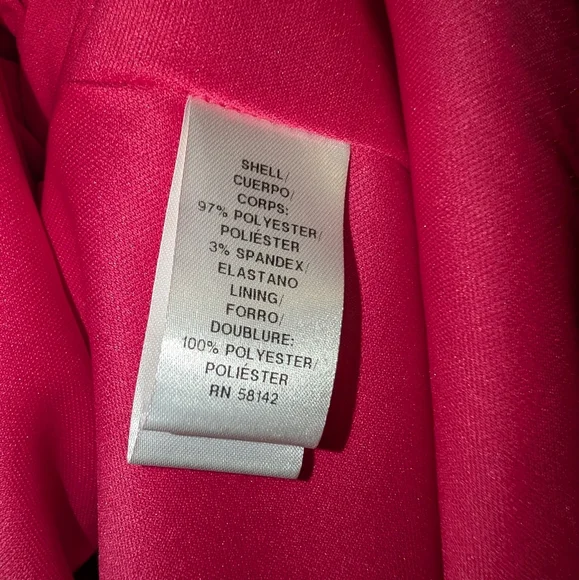 SHELL/
CUERPO/
CORPS:
97% POLYESTER/
POLIÉSTER
3% SPANDEX/
ELASTANO
LINING/
FORRO/
DOUBLURE:
100% POLYESTER/
POLIÉSTER
RN 58142